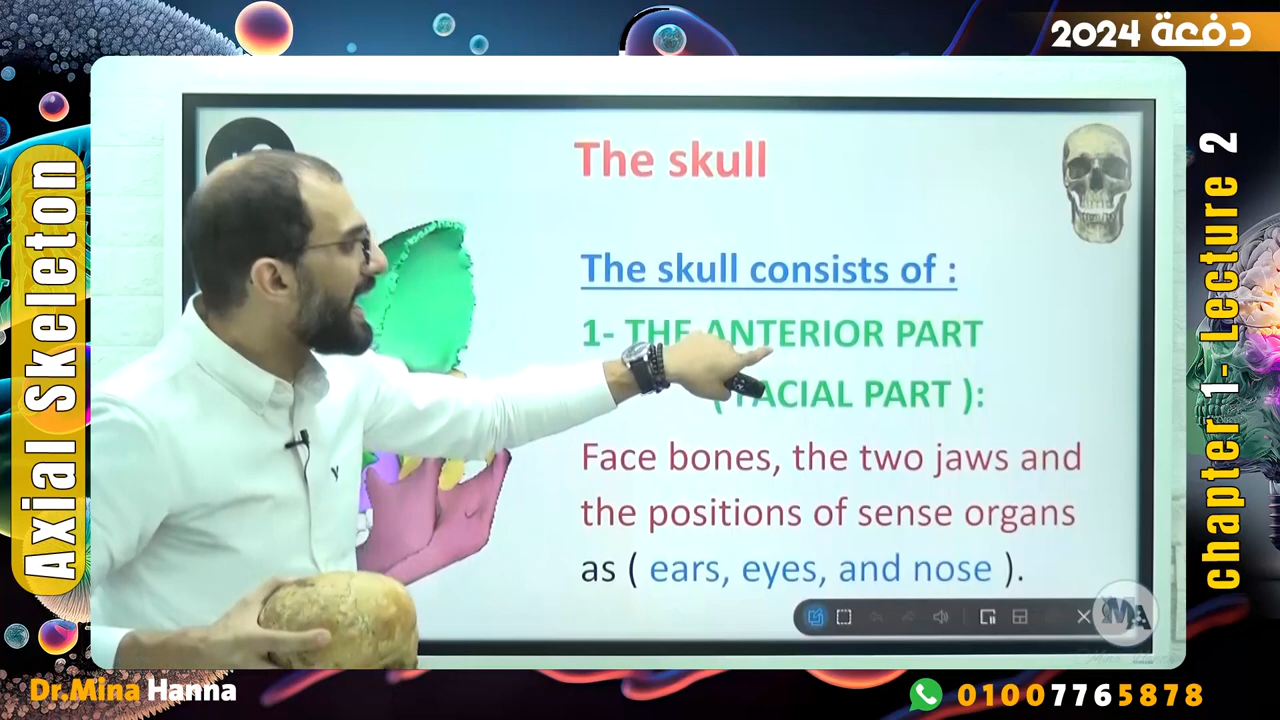 دفعة 2024
Axial Skeleton
The skull
The skull consists of :
1- THE ANTERIOR PART
( FACIAL PART ):
Face bones, the two jaws and
the positions of sense organs
as ( ears, eyes, and nose ).
MA
chapter 1- Lecture 2
Dr.Mina Hanna
01007765878